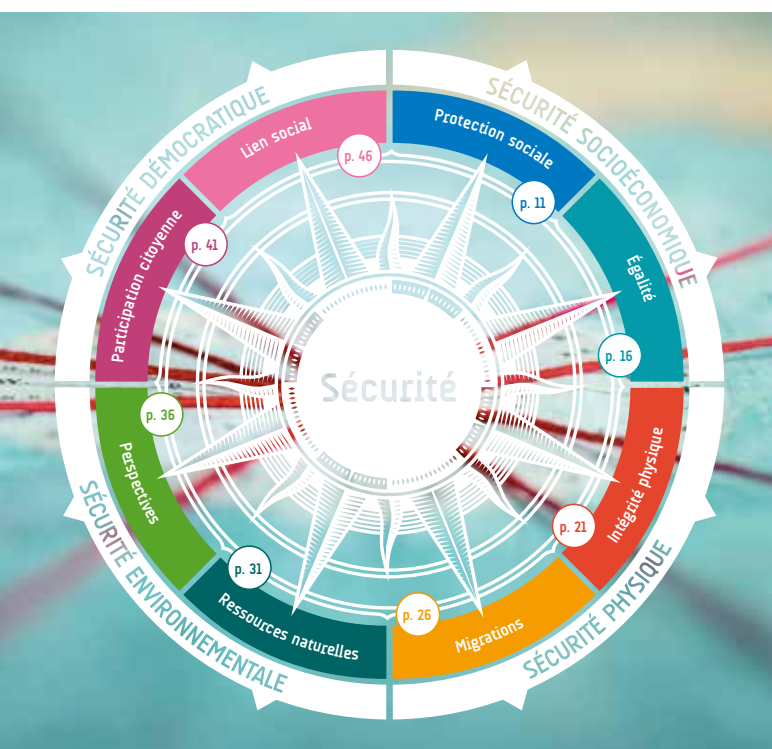 SÉCURITÉ SOCIOÉCONOMIQUE
Protection sociale
p. 11
Égalité
p. 16
SÉCURITÉ PHYSIQUE
Intégrité physique
p. 21
Migrations
p. 26
SÉCURITÉ ENVIRONNEMENTALE
Ressources naturelles
p. 31
Perspectives
p. 36
SÉCURITÉ DÉMOCRATIQUE
Participation citoyenne
p. 41
Lien social
p. 46
Sécurité